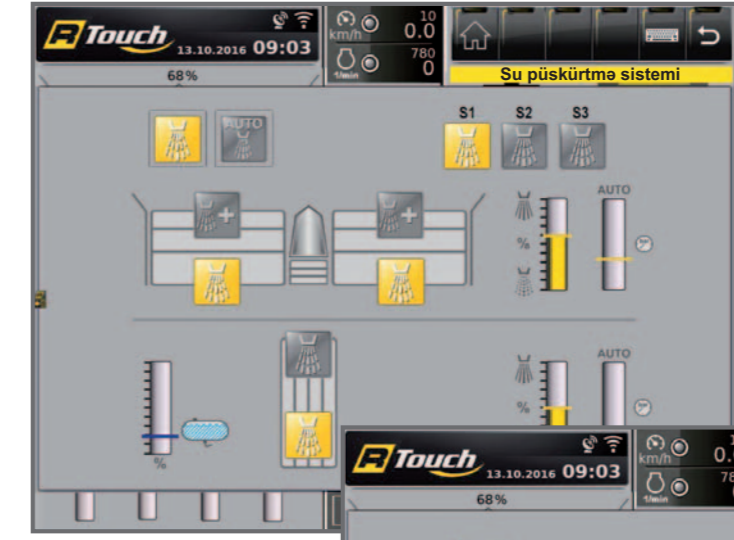 R Touch 13.10.2016 09:03
km/h 10 0.0
1/min 780 0
68%
Su püskürtmə sistemi
AUTO S1 S2 S3
AUTO
%
AUTO
%
%
R Touch 13.10.2016 09:03
km/h
1/min
68%